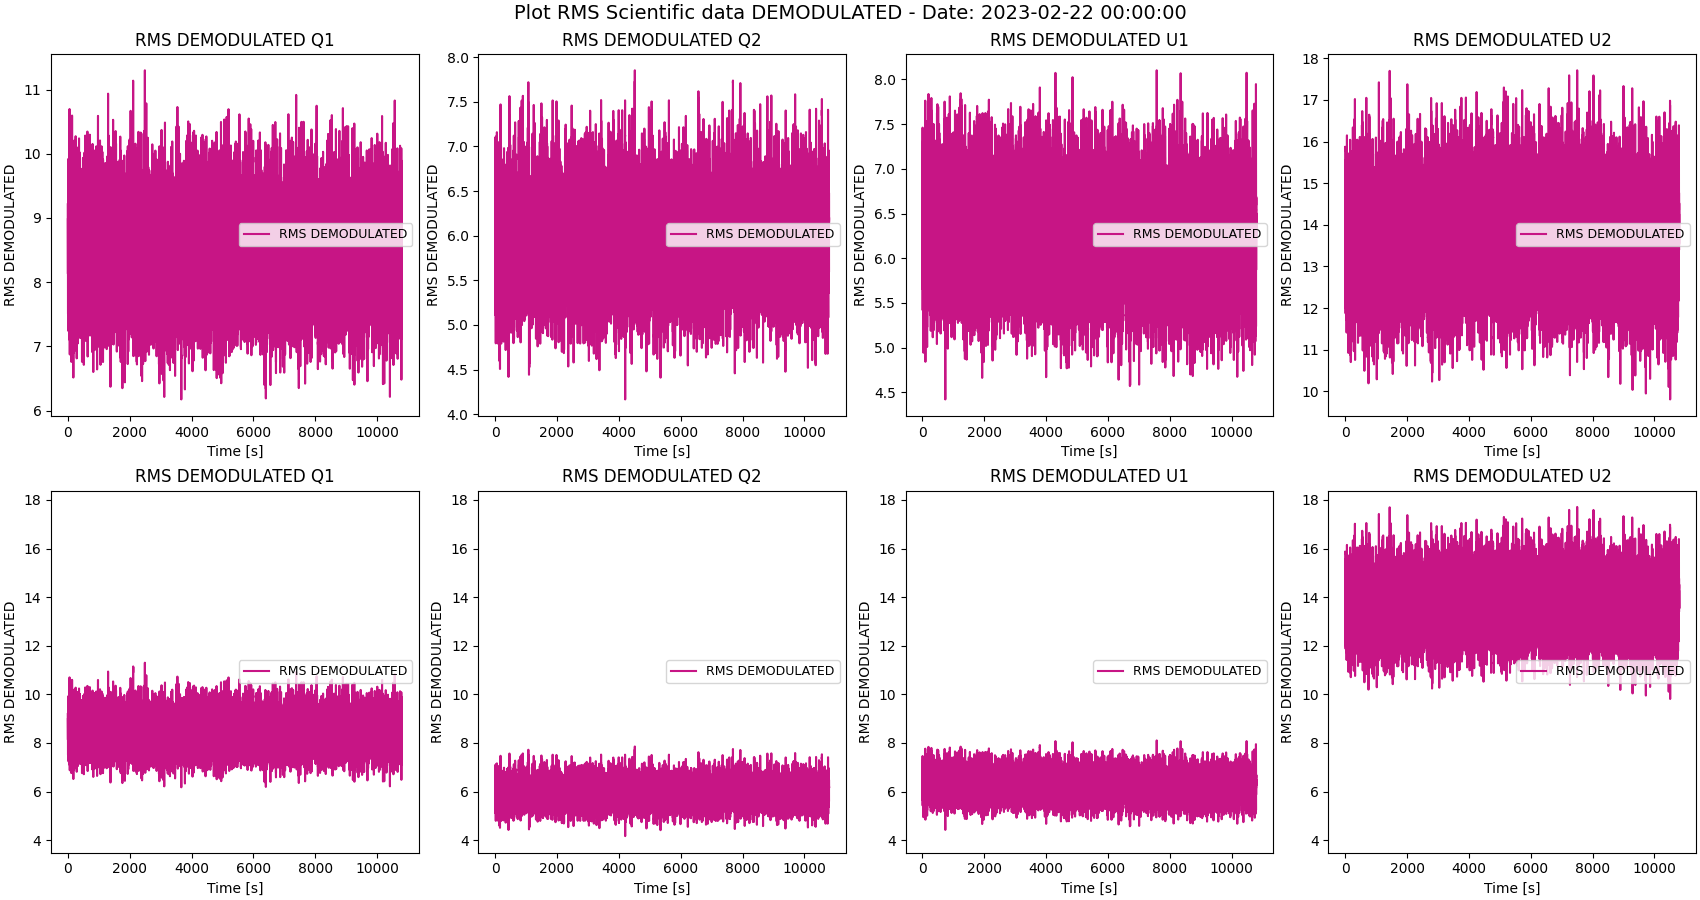 Plot RMS Scientific data DEMODULATED - Date: 2023-02-22 00:00:00
RMS DEMODULATED Q1
RMS DEMODULATED
11
10
9
8
7
6
RMS DEMODULATED
0 2000 4000 6000 8000 10000
Time [s]
RMS DEMODULATED Q2
RMS DEMODULATED
8.0
7.5
7.0
6.5
6.0
5.5
5.0
4.5
4.0
RMS DEMODULATED
0 2000 4000 6000 8000 10000
Time [s]
RMS DEMODULATED U1
RMS DEMODULATED
8.0
7.5
7.0
6.5
6.0
5.5
5.0
4.5
RMS DEMODULATED
0 2000 4000 6000 8000 10000
Time [s]
RMS DEMODULATED U2
RMS DEMODULATED
18
17
16
15
14
13
12
11
10
RMS DEMODULATED
0 2000 4000 6000 8000 10000
Time [s]
RMS DEMODULATED Q1
RMS DEMODULATED
18
16
14
12
10
8
6
4
RMS DEMODULATED
0 2000 4000 6000 8000 10000
Time [s]
RMS DEMODULATED Q2
RMS DEMODULATED
18
16
14
12
10
8
6
4
RMS DEMODULATED
0 2000 4000 6000 8000 10000
Time [s]
RMS DEMODULATED U1
RMS DEMODULATED
18
16
14
12
10
8
6
4
RMS DEMODULATED
0 2000 4000 6000 8000 10000
Time [s]
RMS DEMODULATED U2
RMS DEMODULATED
18
16
14
12
10
8
6
4
RMS DEMODULATED
0 2000 4000 6000 8000 10000
Time [s]